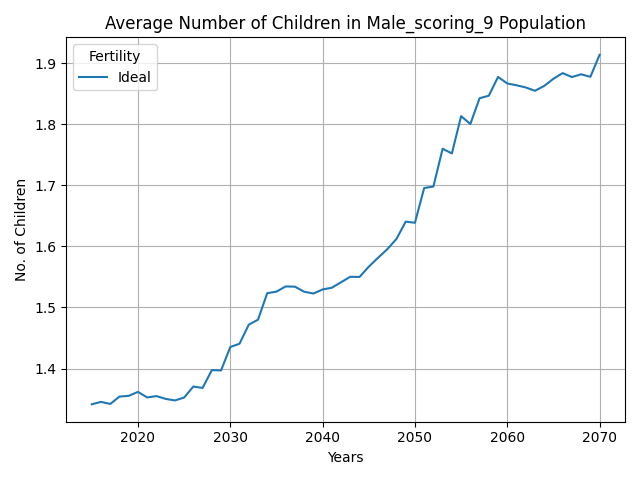 Average Number of Children in Male_scoring_9 Population
Fertility
Ideal
No. of Children
1.9
1.8
1.7
1.6
1.5
1.4
2020 2030 2040 2050 2060 2070
Years